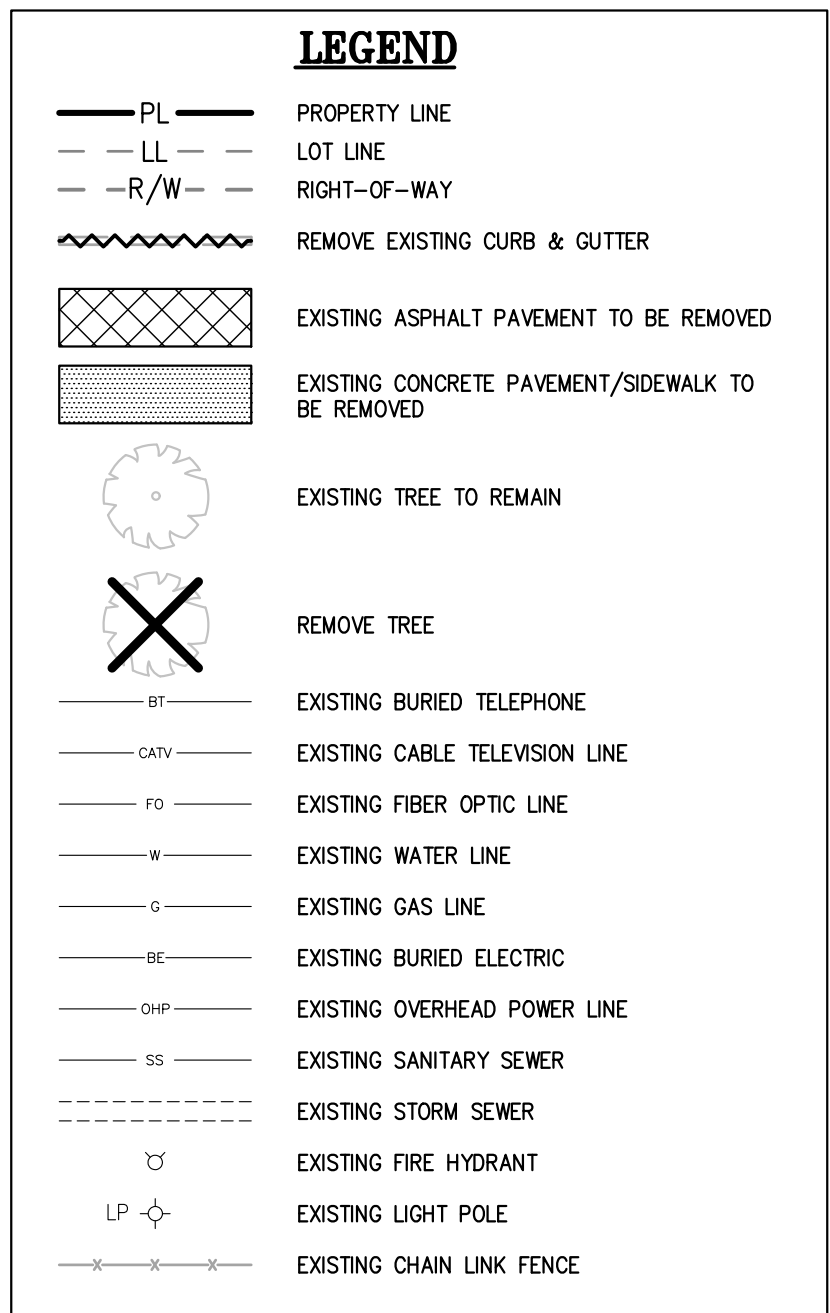 LEGEND
PL PROPERTY LINE
LL LOT LINE
R/W RIGHT-OF-WAY
REMOVE EXISTING CURB & GUTTER
EXISTING ASPHALT PAVEMENT TO BE REMOVED
EXISTING CONCRETE PAVEMENT/SIDEWALK TO
BE REMOVED
EXISTING TREE TO REMAIN
REMOVE TREE
BT EXISTING BURIED TELEPHONE
CATV EXISTING CABLE TELEVISION LINE
FO EXISTING FIBER OPTIC LINE
W EXISTING WATER LINE
G EXISTING GAS LINE
BE EXISTING BURIED ELECTRIC
OHP EXISTING OVERHEAD POWER LINE
SS EXISTING SANITARY SEWER
EXISTING STORM SEWER
EXISTING FIRE HYDRANT
LP EXISTING LIGHT POLE
x x x EXISTING CHAIN LINK FENCE